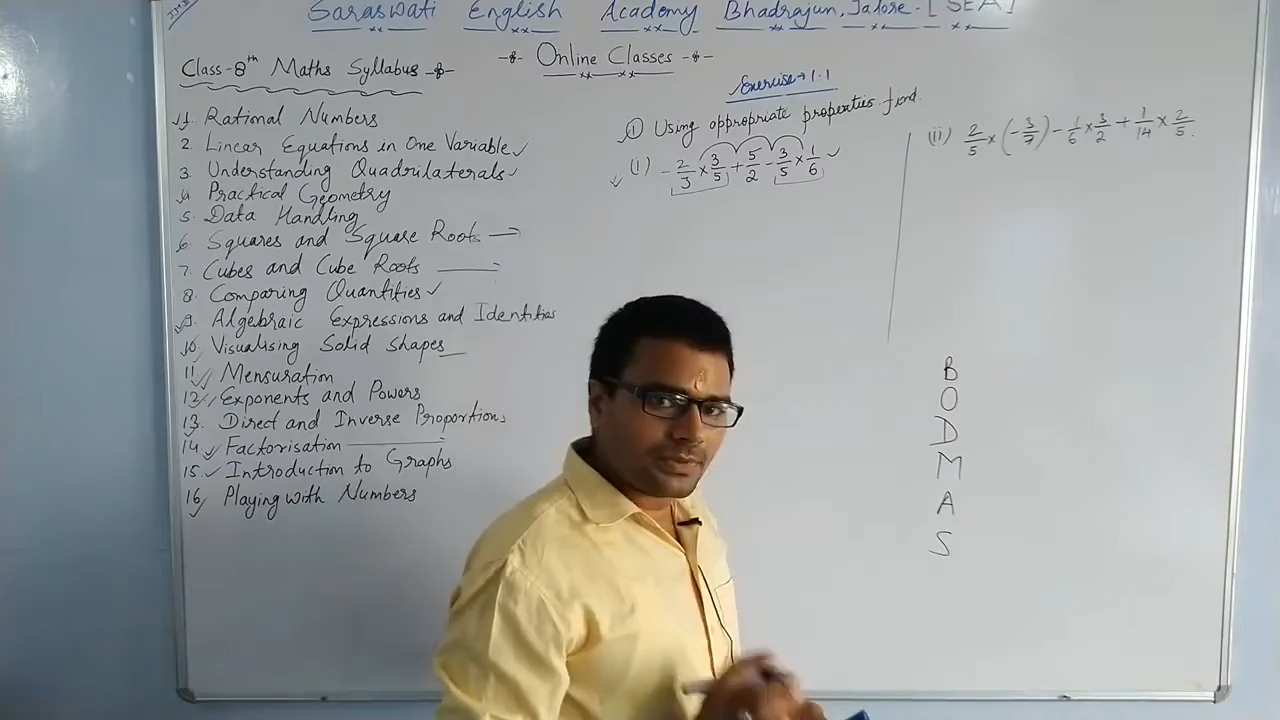 Saraswati English Academy Bhadrajun, Jalore-[SEA]
Online Classes
Class-8th Maths Syllabus
1. Rational Numbers
2. Linear Equations in One Variable
3. Understanding Quadrilaterals
4. Practical Geometry
5. Data Handling
6. Squares and Square Roots
7. Cubes and Cube Roots
8. Comparing Quantities
9. Algebraic Expressions and Identities
10. Visualising Solid Shapes
11. Mensuration
12. Exponents and Powers
13. Direct and Inverse Proportions
14. Factorisation
15. Introduction to Graphs
16. Playing with Numbers
Exercise → 1.1
① Using appropriate properties find.
(i) -2/3 × 3/5 + 5/2 - 3/5 × 1/6
(ii) 2/5 × (-3/7) - 1/6 × 3/2 + 1/14 × 2/5.
B
O
D
M
A
S